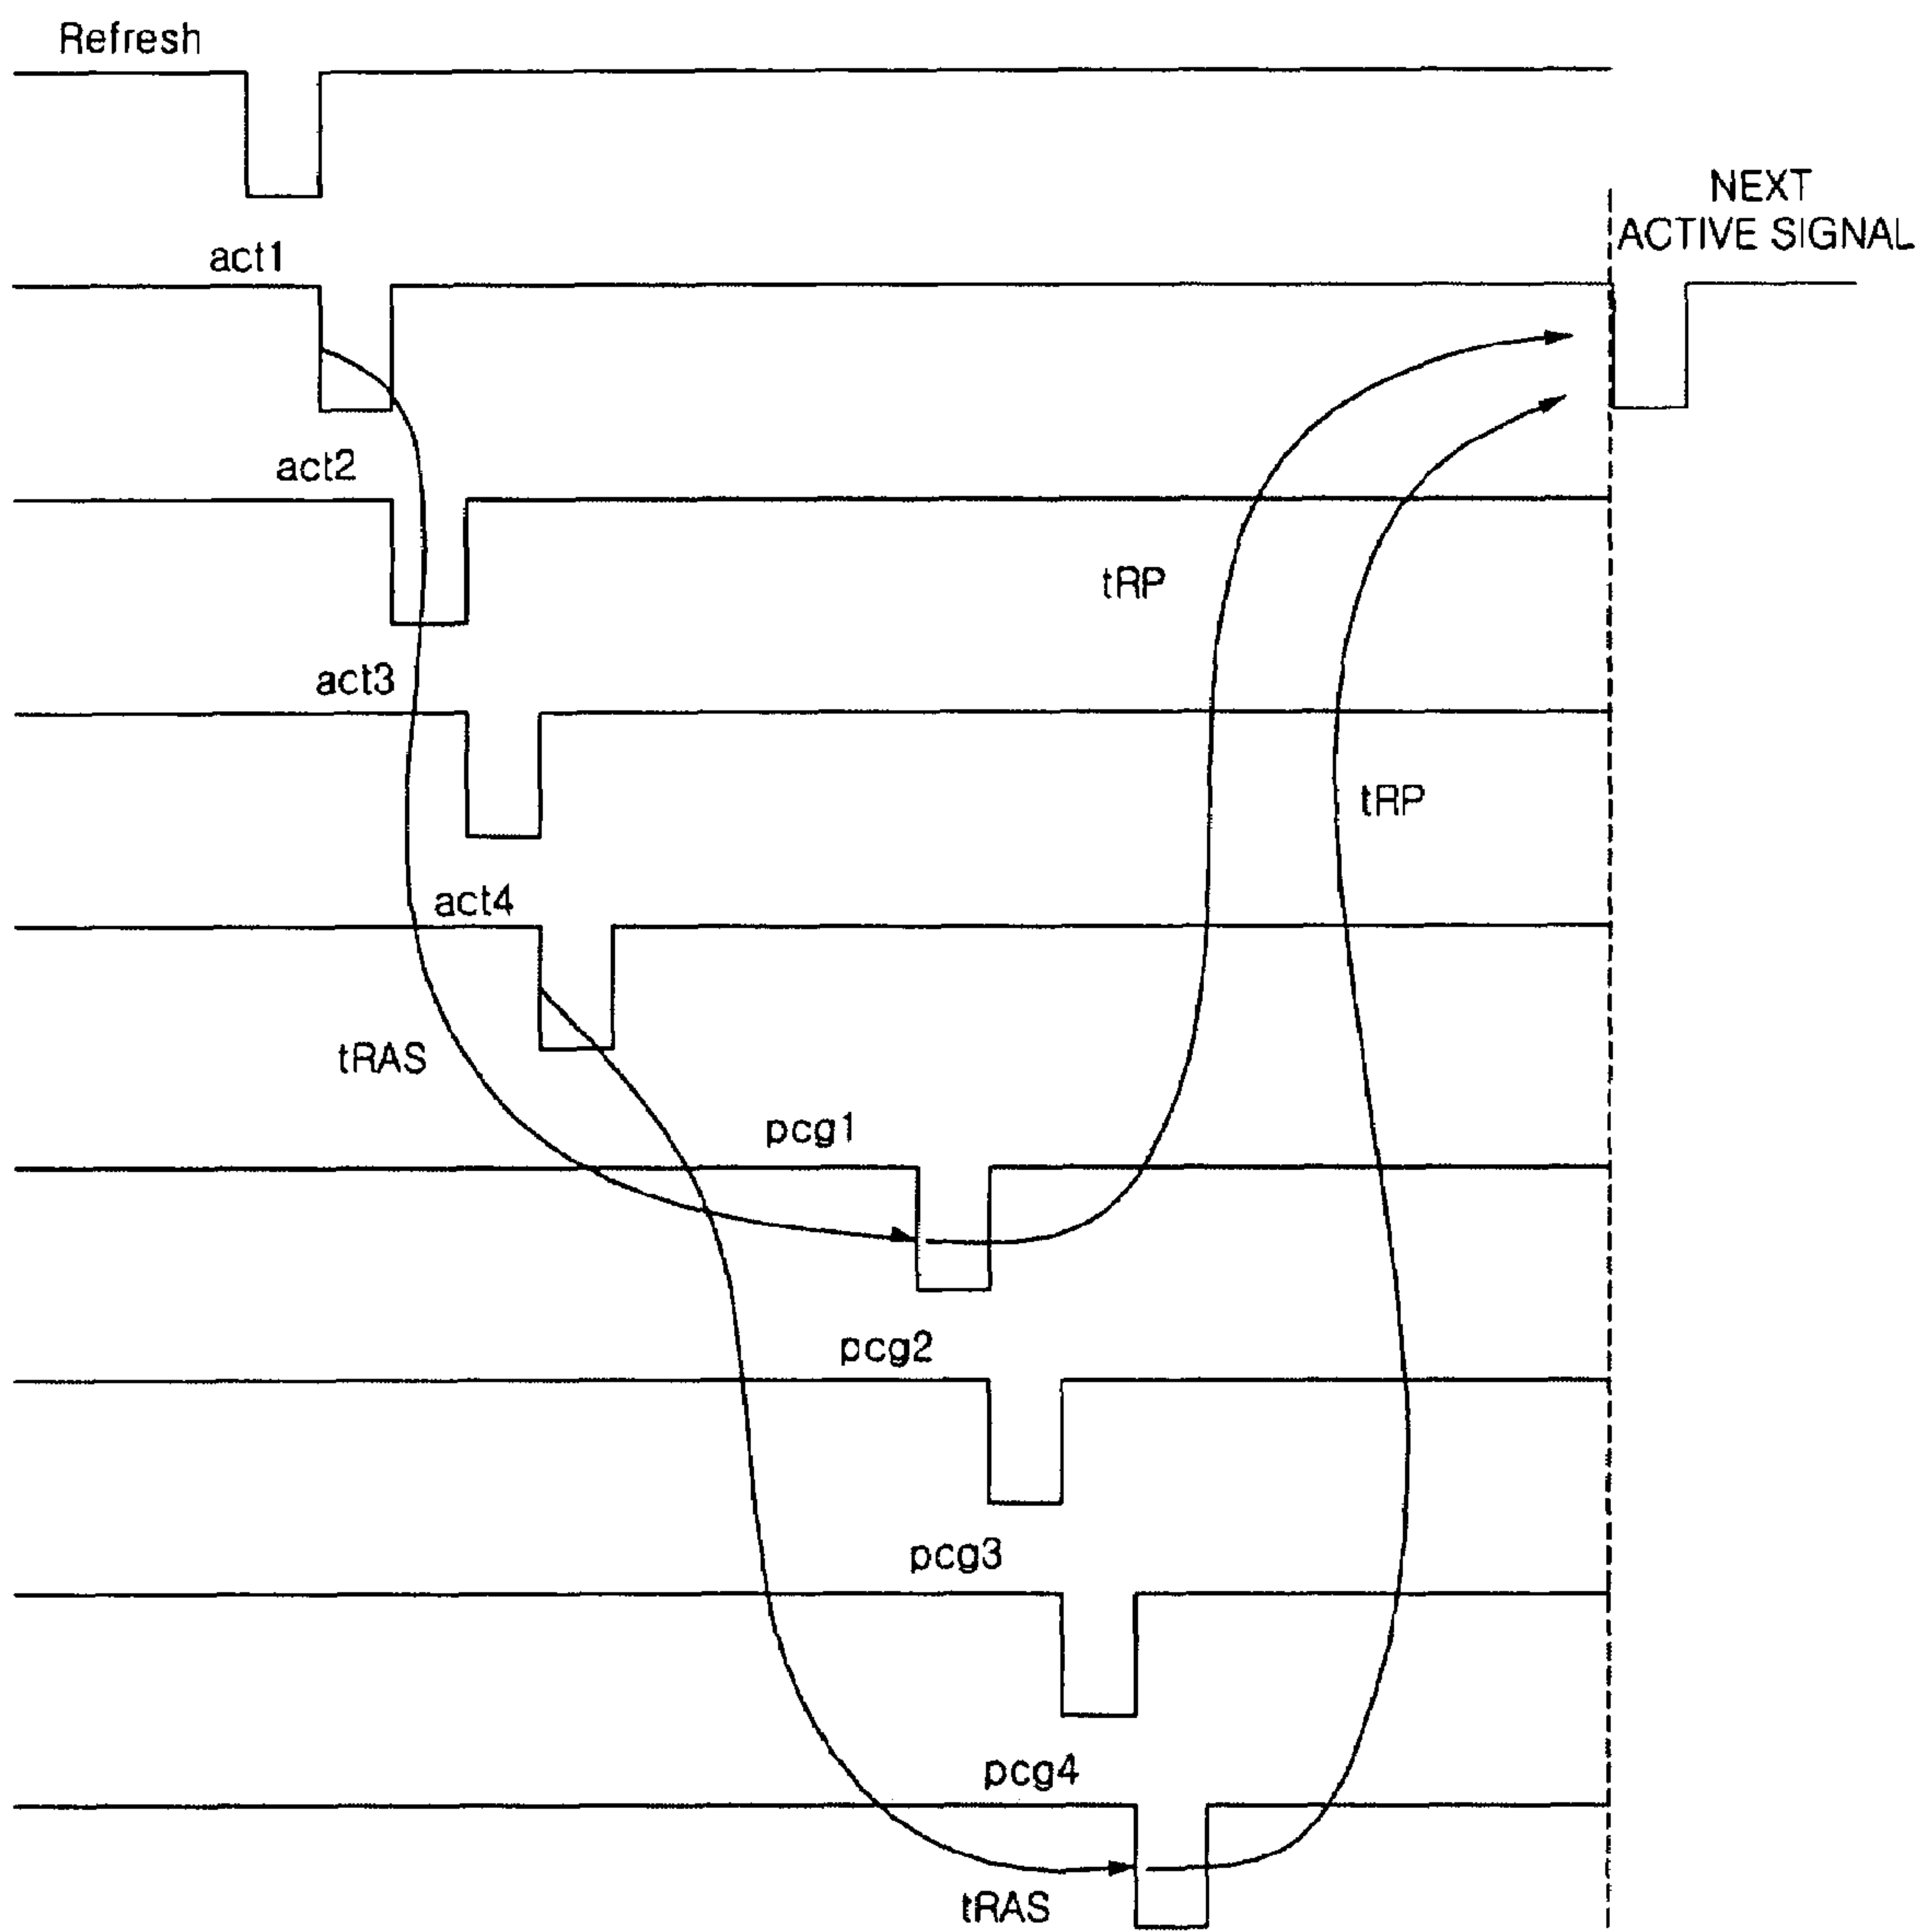 Refresh
NEXT
ACTIVE SIGNAL
act1
act2
tRP
act3
tRP
act4
tRAS
pcg1
pcg2
pcg3
pcg4
tRAS